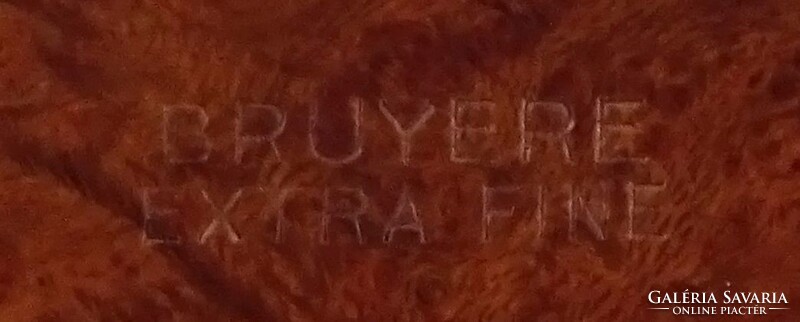 BRUYERE
EXTRA FINE
GALÉRIA SAVARIA
ONLINE PIACTÉR